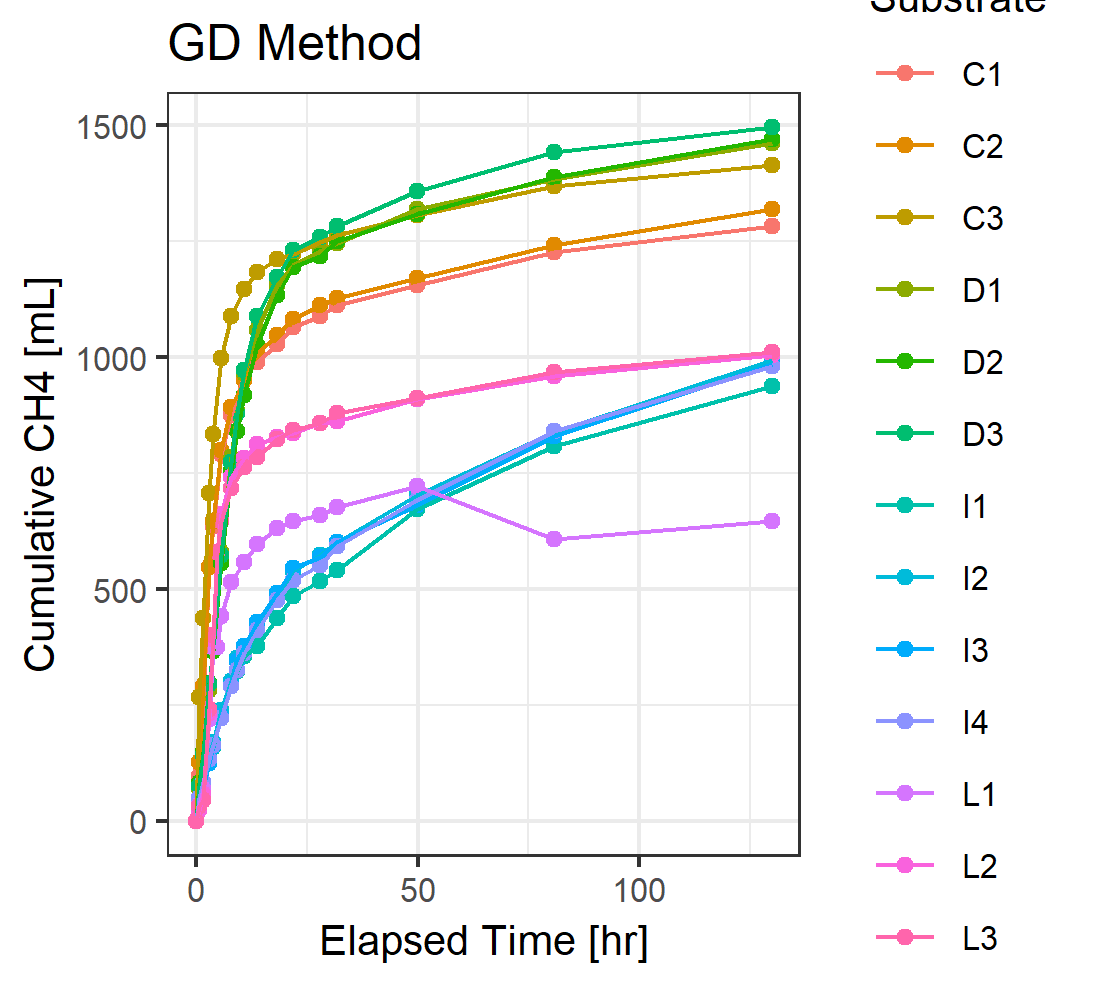 GD Method
Substrate
C1
C2
C3
D1
D2
D3
I1
I2
I3
I4
L1
L2
L3
1500
1000
500
0
0 50 100
Cumulative CH4 [mL]
Elapsed Time [hr]